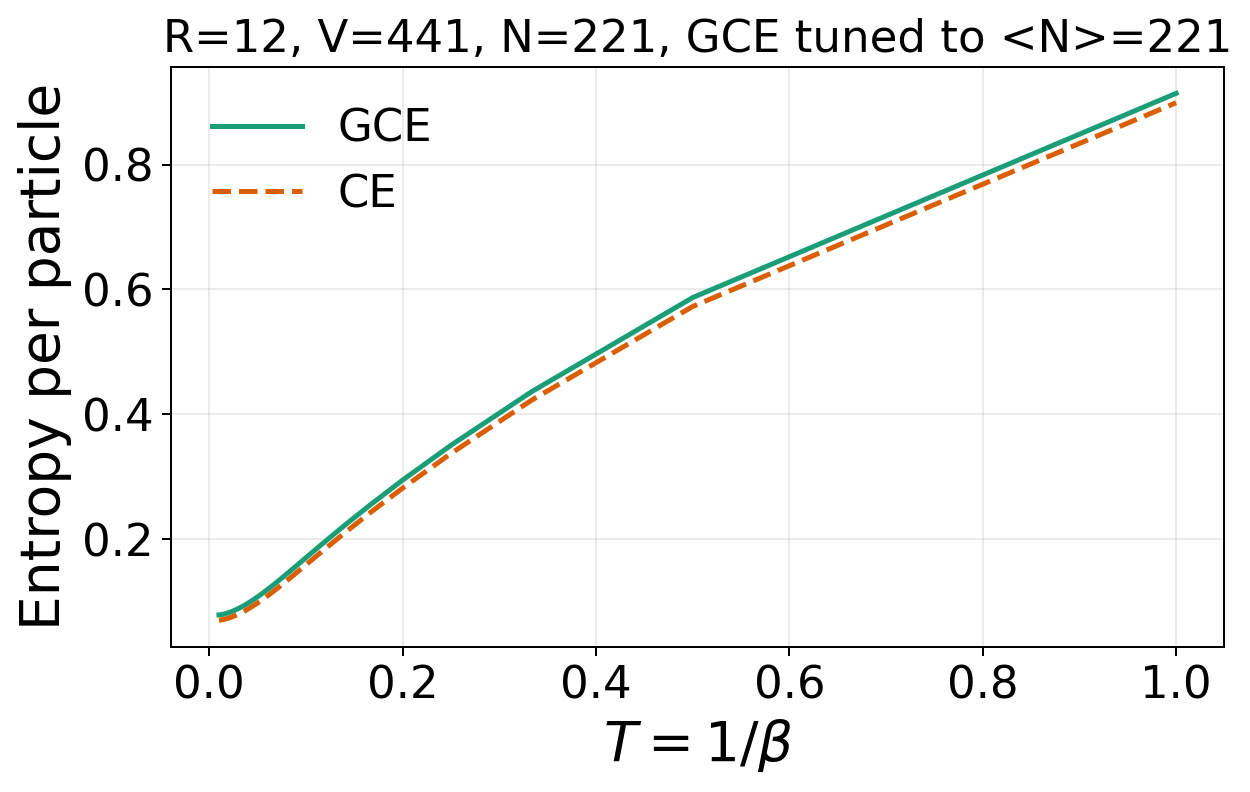 R=12, V=441, N=221, GCE tuned to <N>=221
GCE
CE
Entropy per particle
0.8
0.6
0.4
0.2
0.0 0.2 0.4 0.6 0.8 1.0
T = 1/β